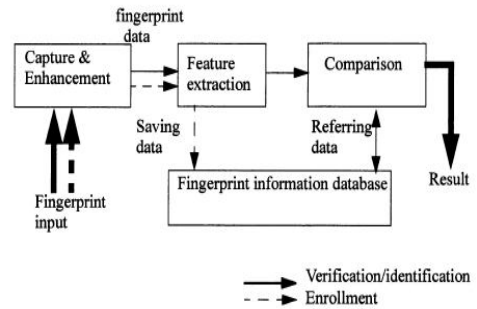 fingerprint
data
Capture &
Enhancement
Feature
extraction
Comparison
Saving
data
Referring
data
Fingerprint
input
Fingerprint information database
Result
Verification/identification
Enrollment